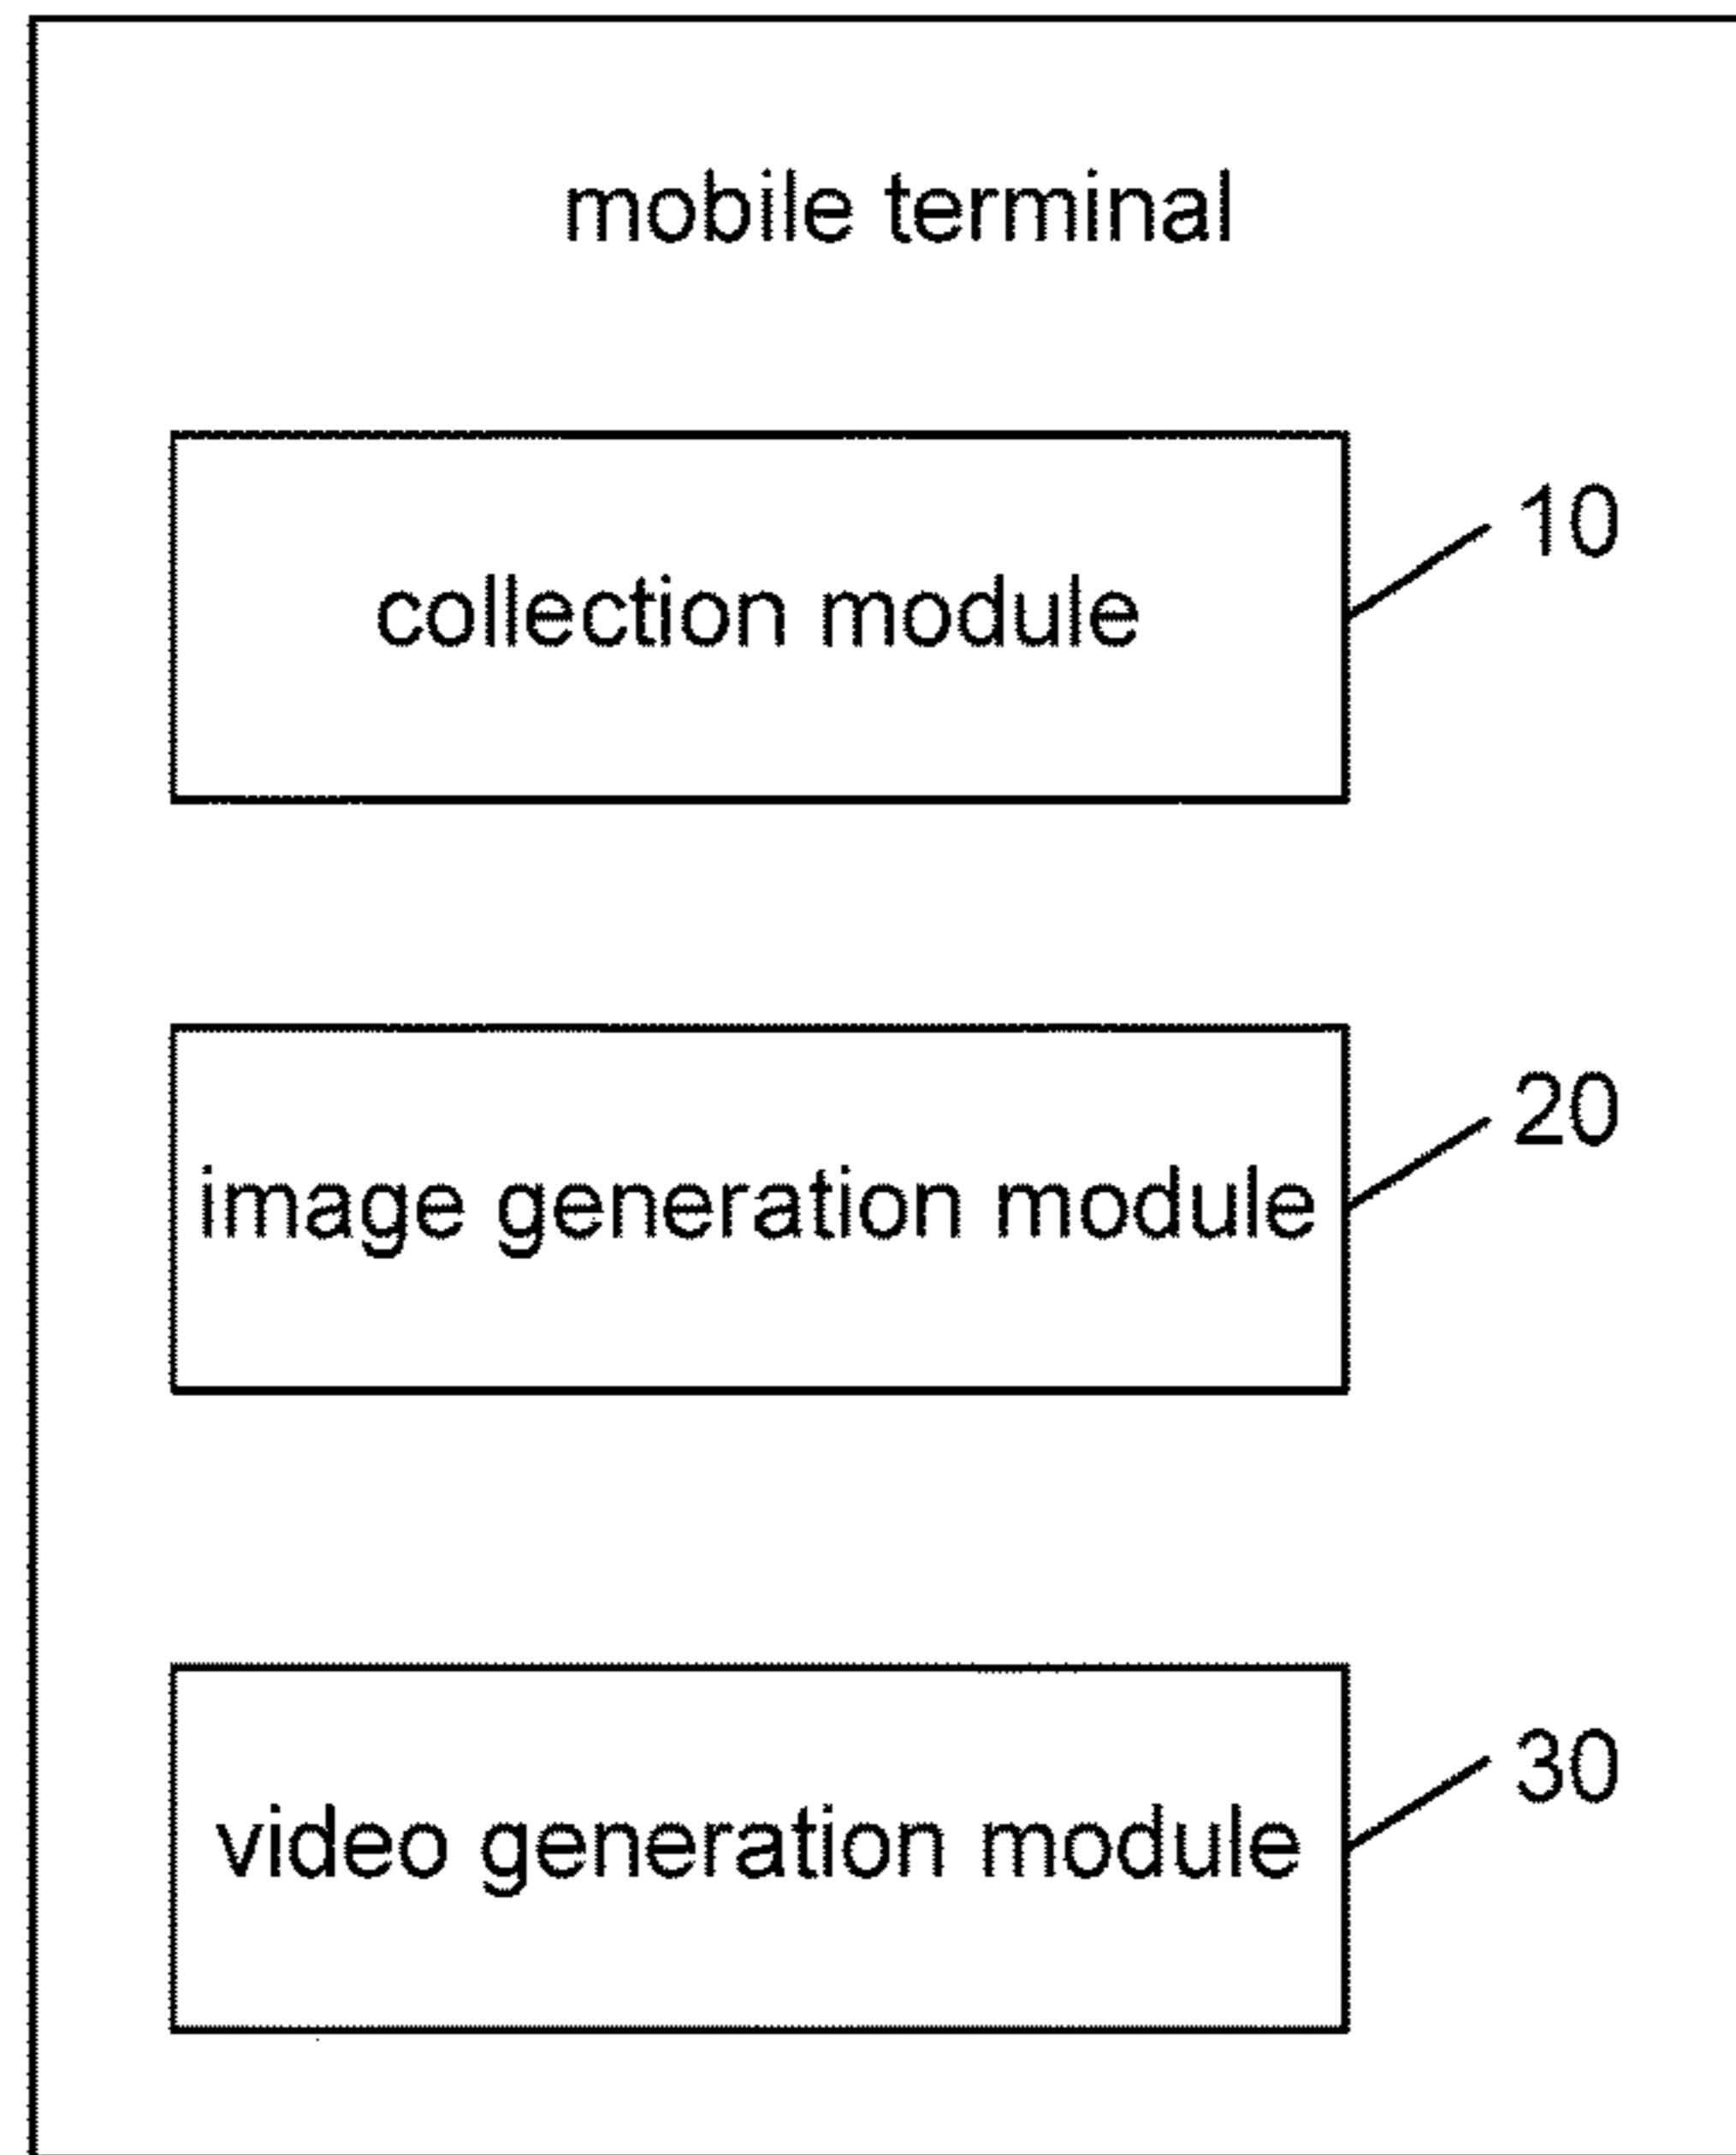 mobile terminal
10
collection module
20
image generation module
30
video generation module